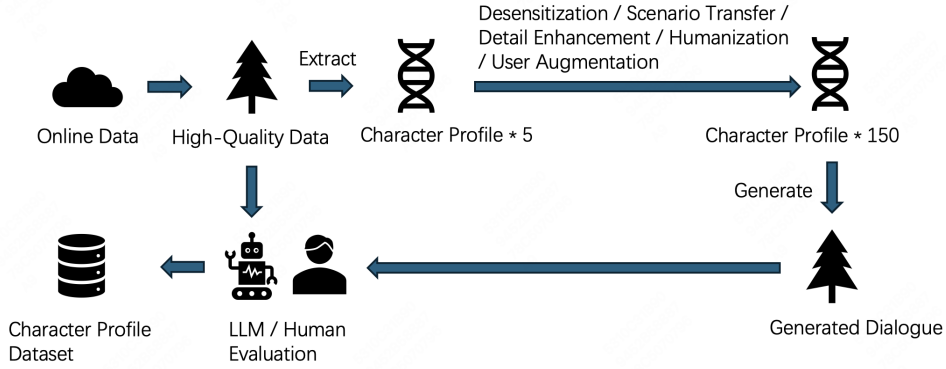 Desensitization / Scenario Transfer /
Detail Enhancement / Humanization
/ User Augmentation
Extract
Online Data
High-Quality Data
Character Profile * 5
Character Profile * 150
Generate
Character Profile
Dataset
LLM / Human
Evaluation
Generated Dialogue